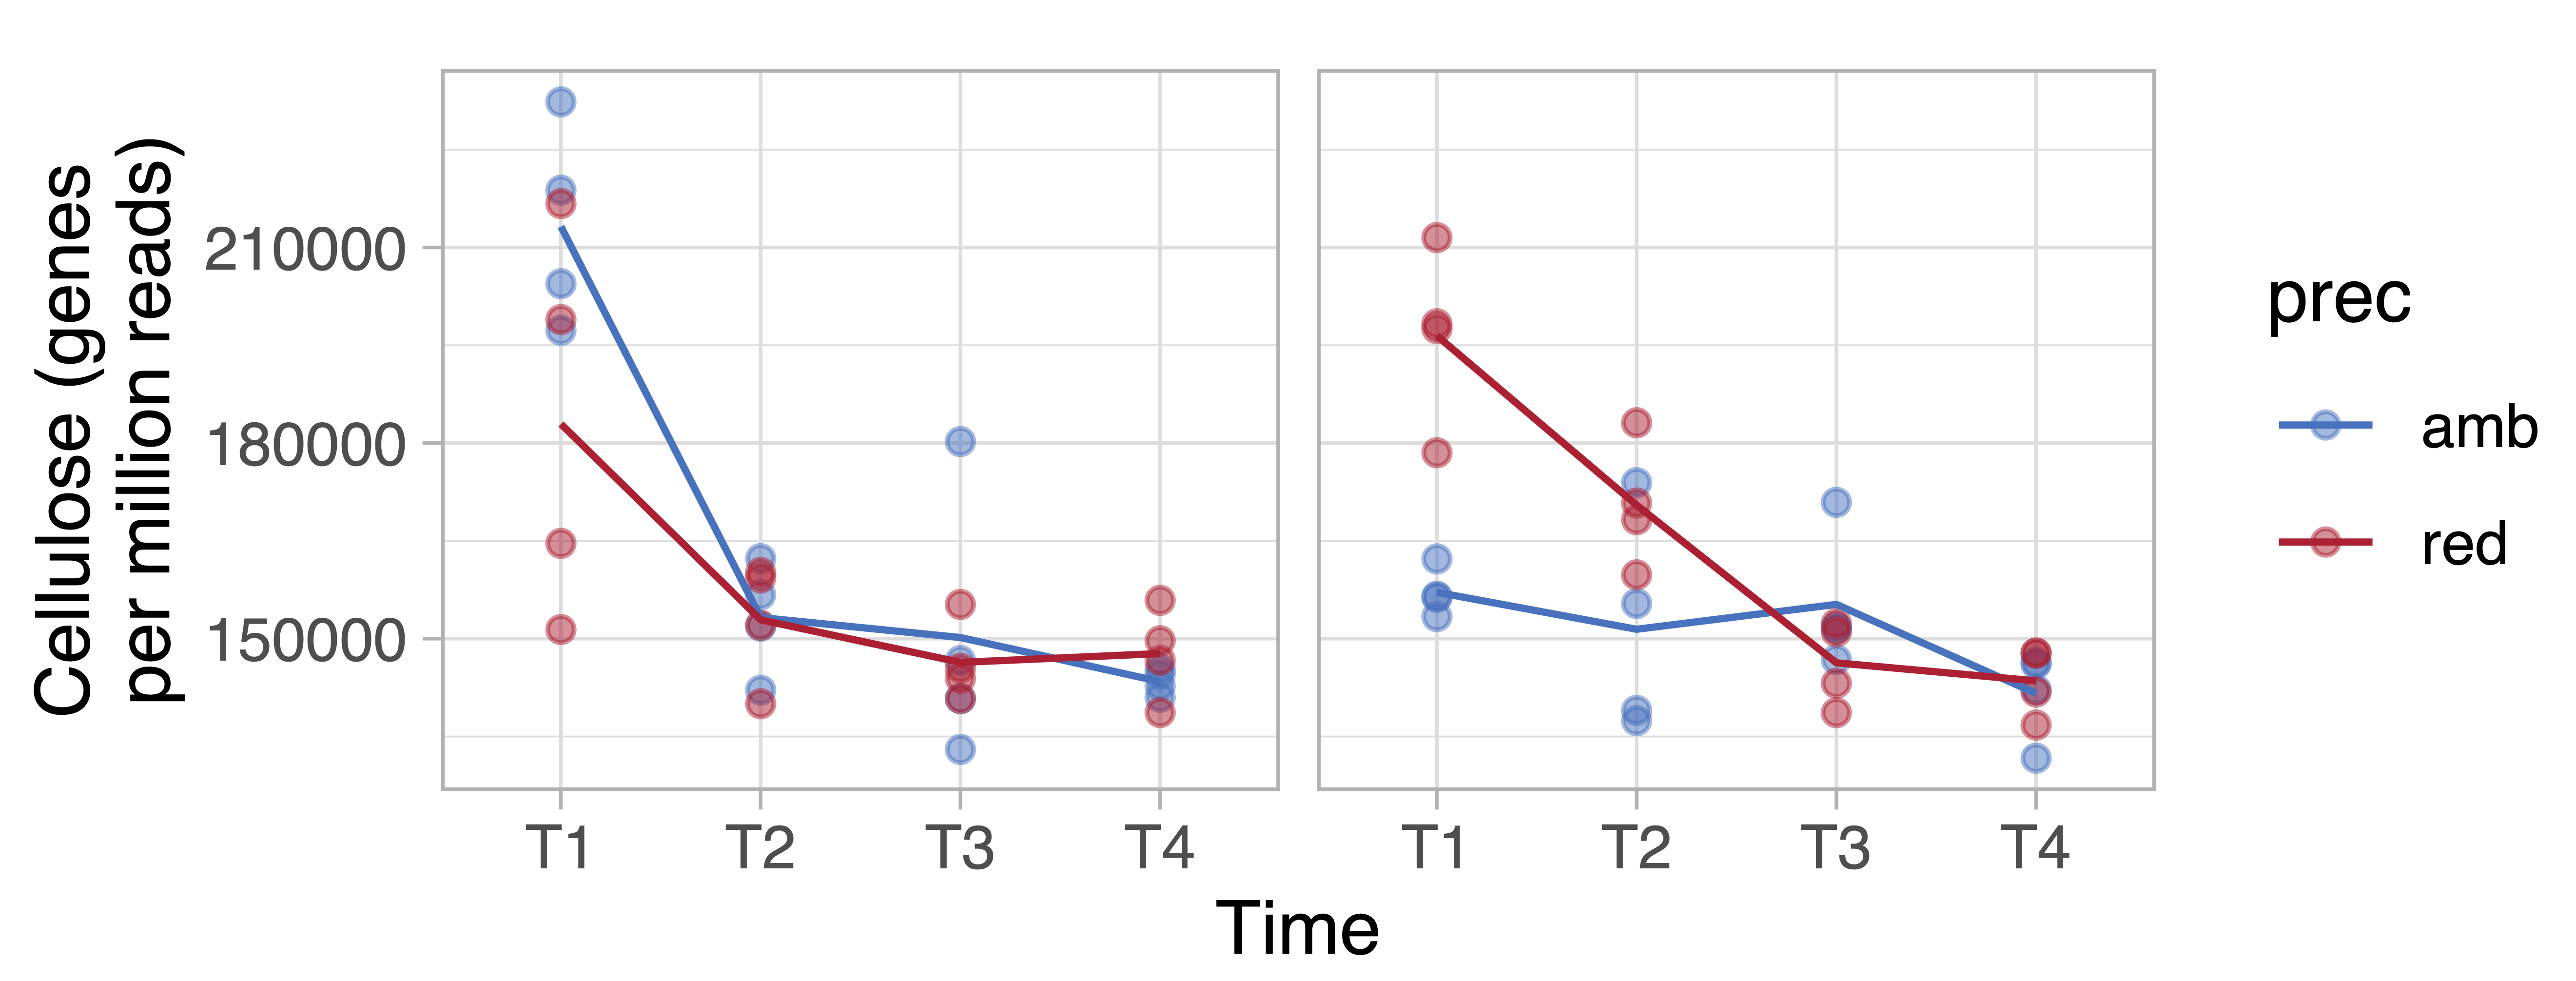 Cellulose (genes
per million reads)
210000
180000
150000
T1 T2 T3 T4
T1 T2 T3 T4
Time
prec
amb
red